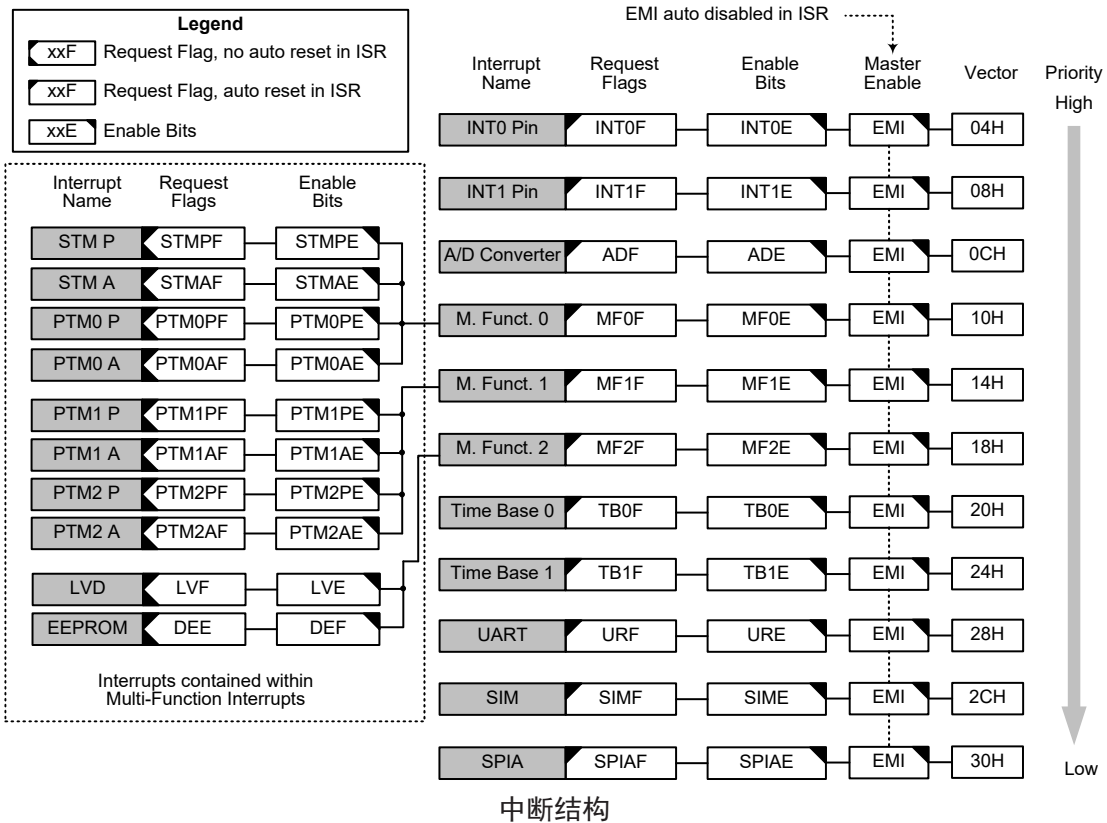 Legend
xxF Request Flag, no auto reset in ISR
xxF Request Flag, auto reset in ISR
xxE Enable Bits
Interrupt Name Request Flags Enable Bits
STM P STMPF STMPE
STM A STMAF STMAE
PTM0 P PTM0PF PTM0PE
PTM0 A PTM0AF PTM0AE
PTM1 P PTM1PF PTM1PE
PTM1 A PTM1AF PTM1AE
PTM2 P PTM2PF PTM2PE
PTM2 A PTM2AF PTM2AE
LVD LVF LVE
EEPROM DEE DEF
Interrupts contained within
Multi-Function Interrupts
EMI auto disabled in ISR
Interrupt Name Request Flags Enable Bits Master Enable Vector Priority
High
INT0 Pin INT0F INT0E EMI 04H
INT1 Pin INT1F INT1E EMI 08H
A/D Converter ADF ADE EMI 0CH
M. Funct. 0 MF0F MF0E EMI 10H
M. Funct. 1 MF1F MF1E EMI 14H
M. Funct. 2 MF2F MF2E EMI 18H
Time Base 0 TB0F TB0E EMI 20H
Time Base 1 TB1F TB1E EMI 24H
UART URF URE EMI 28H
SIM SIMF SIME EMI 2CH
SPIA SPIAF SPIAE EMI 30H
Low
中断结构